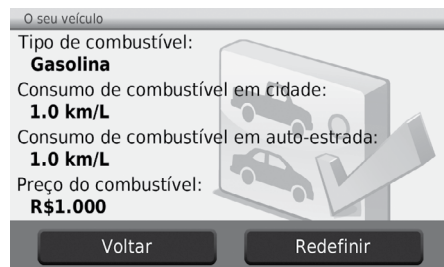 O seu veículo
Tipo de combustível:
Gasolina
Consumo de combustível em cidade:
1.0 km/L
Consumo de combustível em auto-estrada:
1.0 km/L
Preço do combustível:
R$1.000
Voltar
Redefinir